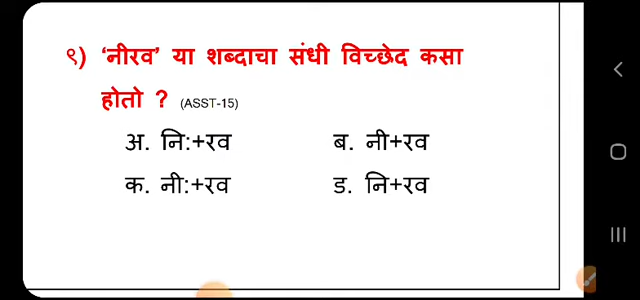 ९) ‘नीरव’ या शब्दाचा संधी विच्छेद कसा
होतो ? (ASST-15)
अ. नि:+रव ब. नी+रव
क. नी:+रव ड. नि+रव